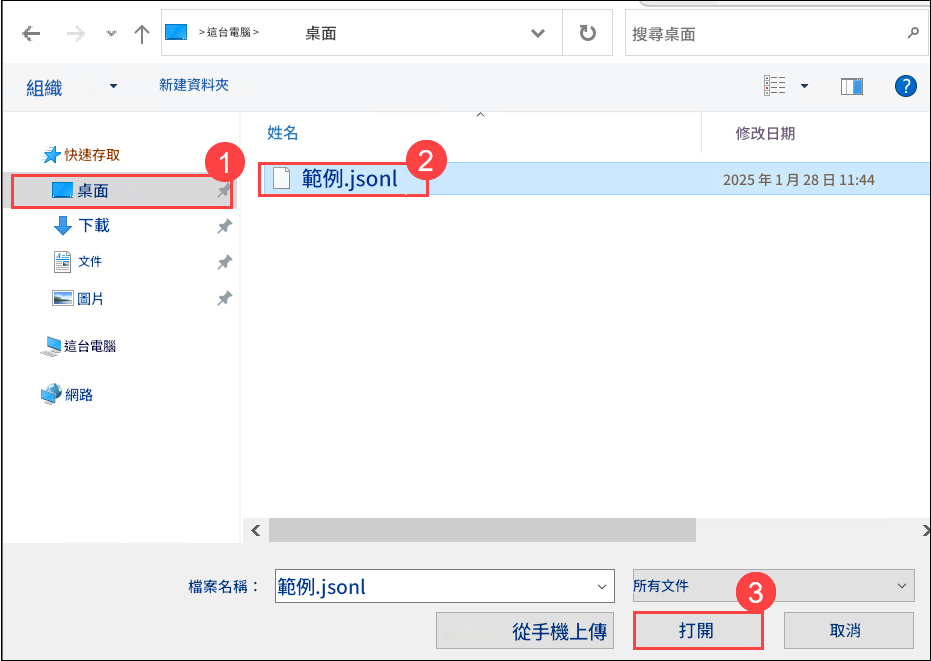 >這台電腦> 桌面 搜尋桌面
組織 新建資料夾 ?
姓名 修改日期
快速存取
1
2
桌面
範例.jsonl 2025 年 1 月 28 日 11:44
下載
文件
圖片
這台電腦
網路
檔案名稱： 範例.jsonl 所有文件
3
從手機上傳 打開 取消